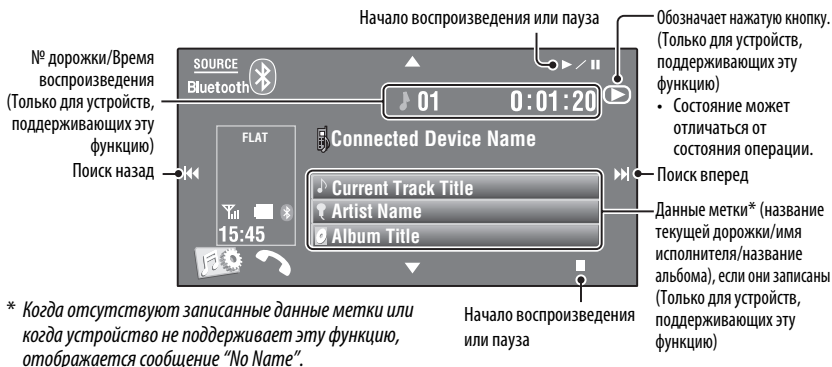 Начало воспроизведения или пауза
Обозначает нажатую кнопку.
(Только для устройств,
поддерживающих эту
функцию)
• Состояние может
отличаться от
состояния операции.
№ дорожки/Время
воспроизведения
(Только для устройств,
поддерживающих эту
функцию)
Поиск назад
SOURCE
Bluetooth
01 0:01:20
FLAT
Connected Device Name
Current Track Title
Artist Name
Album Title
15:45
Поиск вперед
Данные метки* (название
текущей дорожки/имя
исполнителя/название
альбома), если они записаны
(Только для устройств,
поддерживающих эту
функцию)
Начало воспроизведения
или пауза
* Когда отсутствуют записанные данные метки или
когда устройство не поддерживает эту функцию,
отображается сообщение “No Name”.